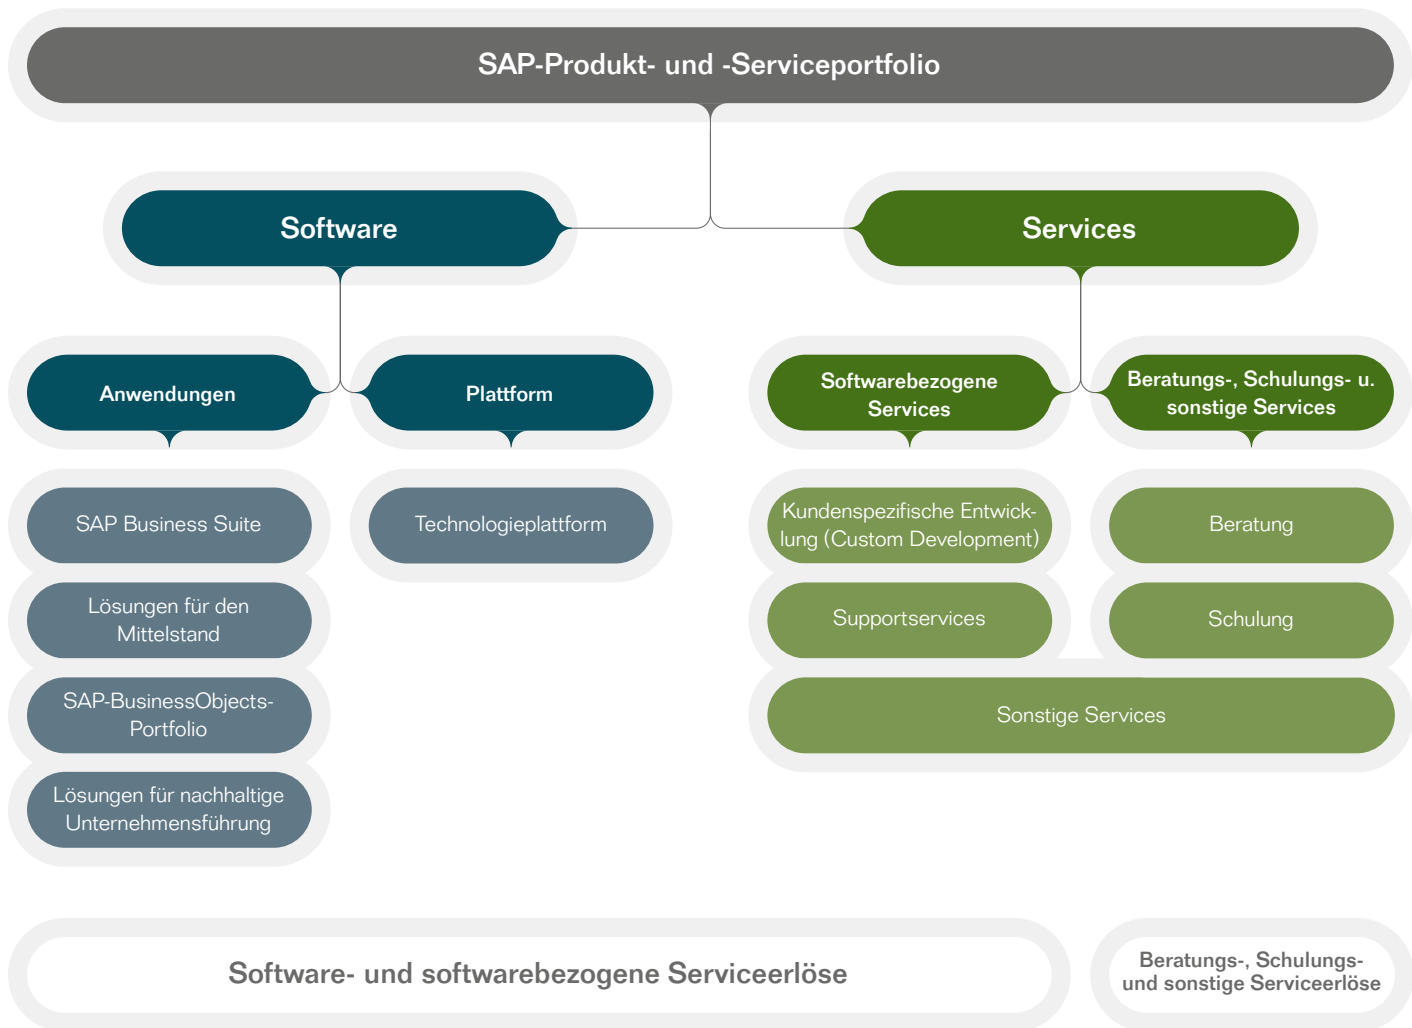 SAP-Produkt- und -Serviceportfolio
Software
Services
Anwendungen
Plattform
Softwarebezogene
Services
Beratungs-, Schulungs- u.
sonstige Services
SAP Business Suite
Technologieplattform
Kundenspezifische Entwick-
lung (Custom Development)
Beratung
Lösungen für den
Mittelstand
Supportservices
Schulung
SAP-BusinessObjects-
Portfolio
Sonstige Services
Lösungen für nachhaltige
Unternehmensführung
Software- und softwarebezogene Serviceerlöse
Beratungs-, Schulungs-
und sonstige Serviceerlöse